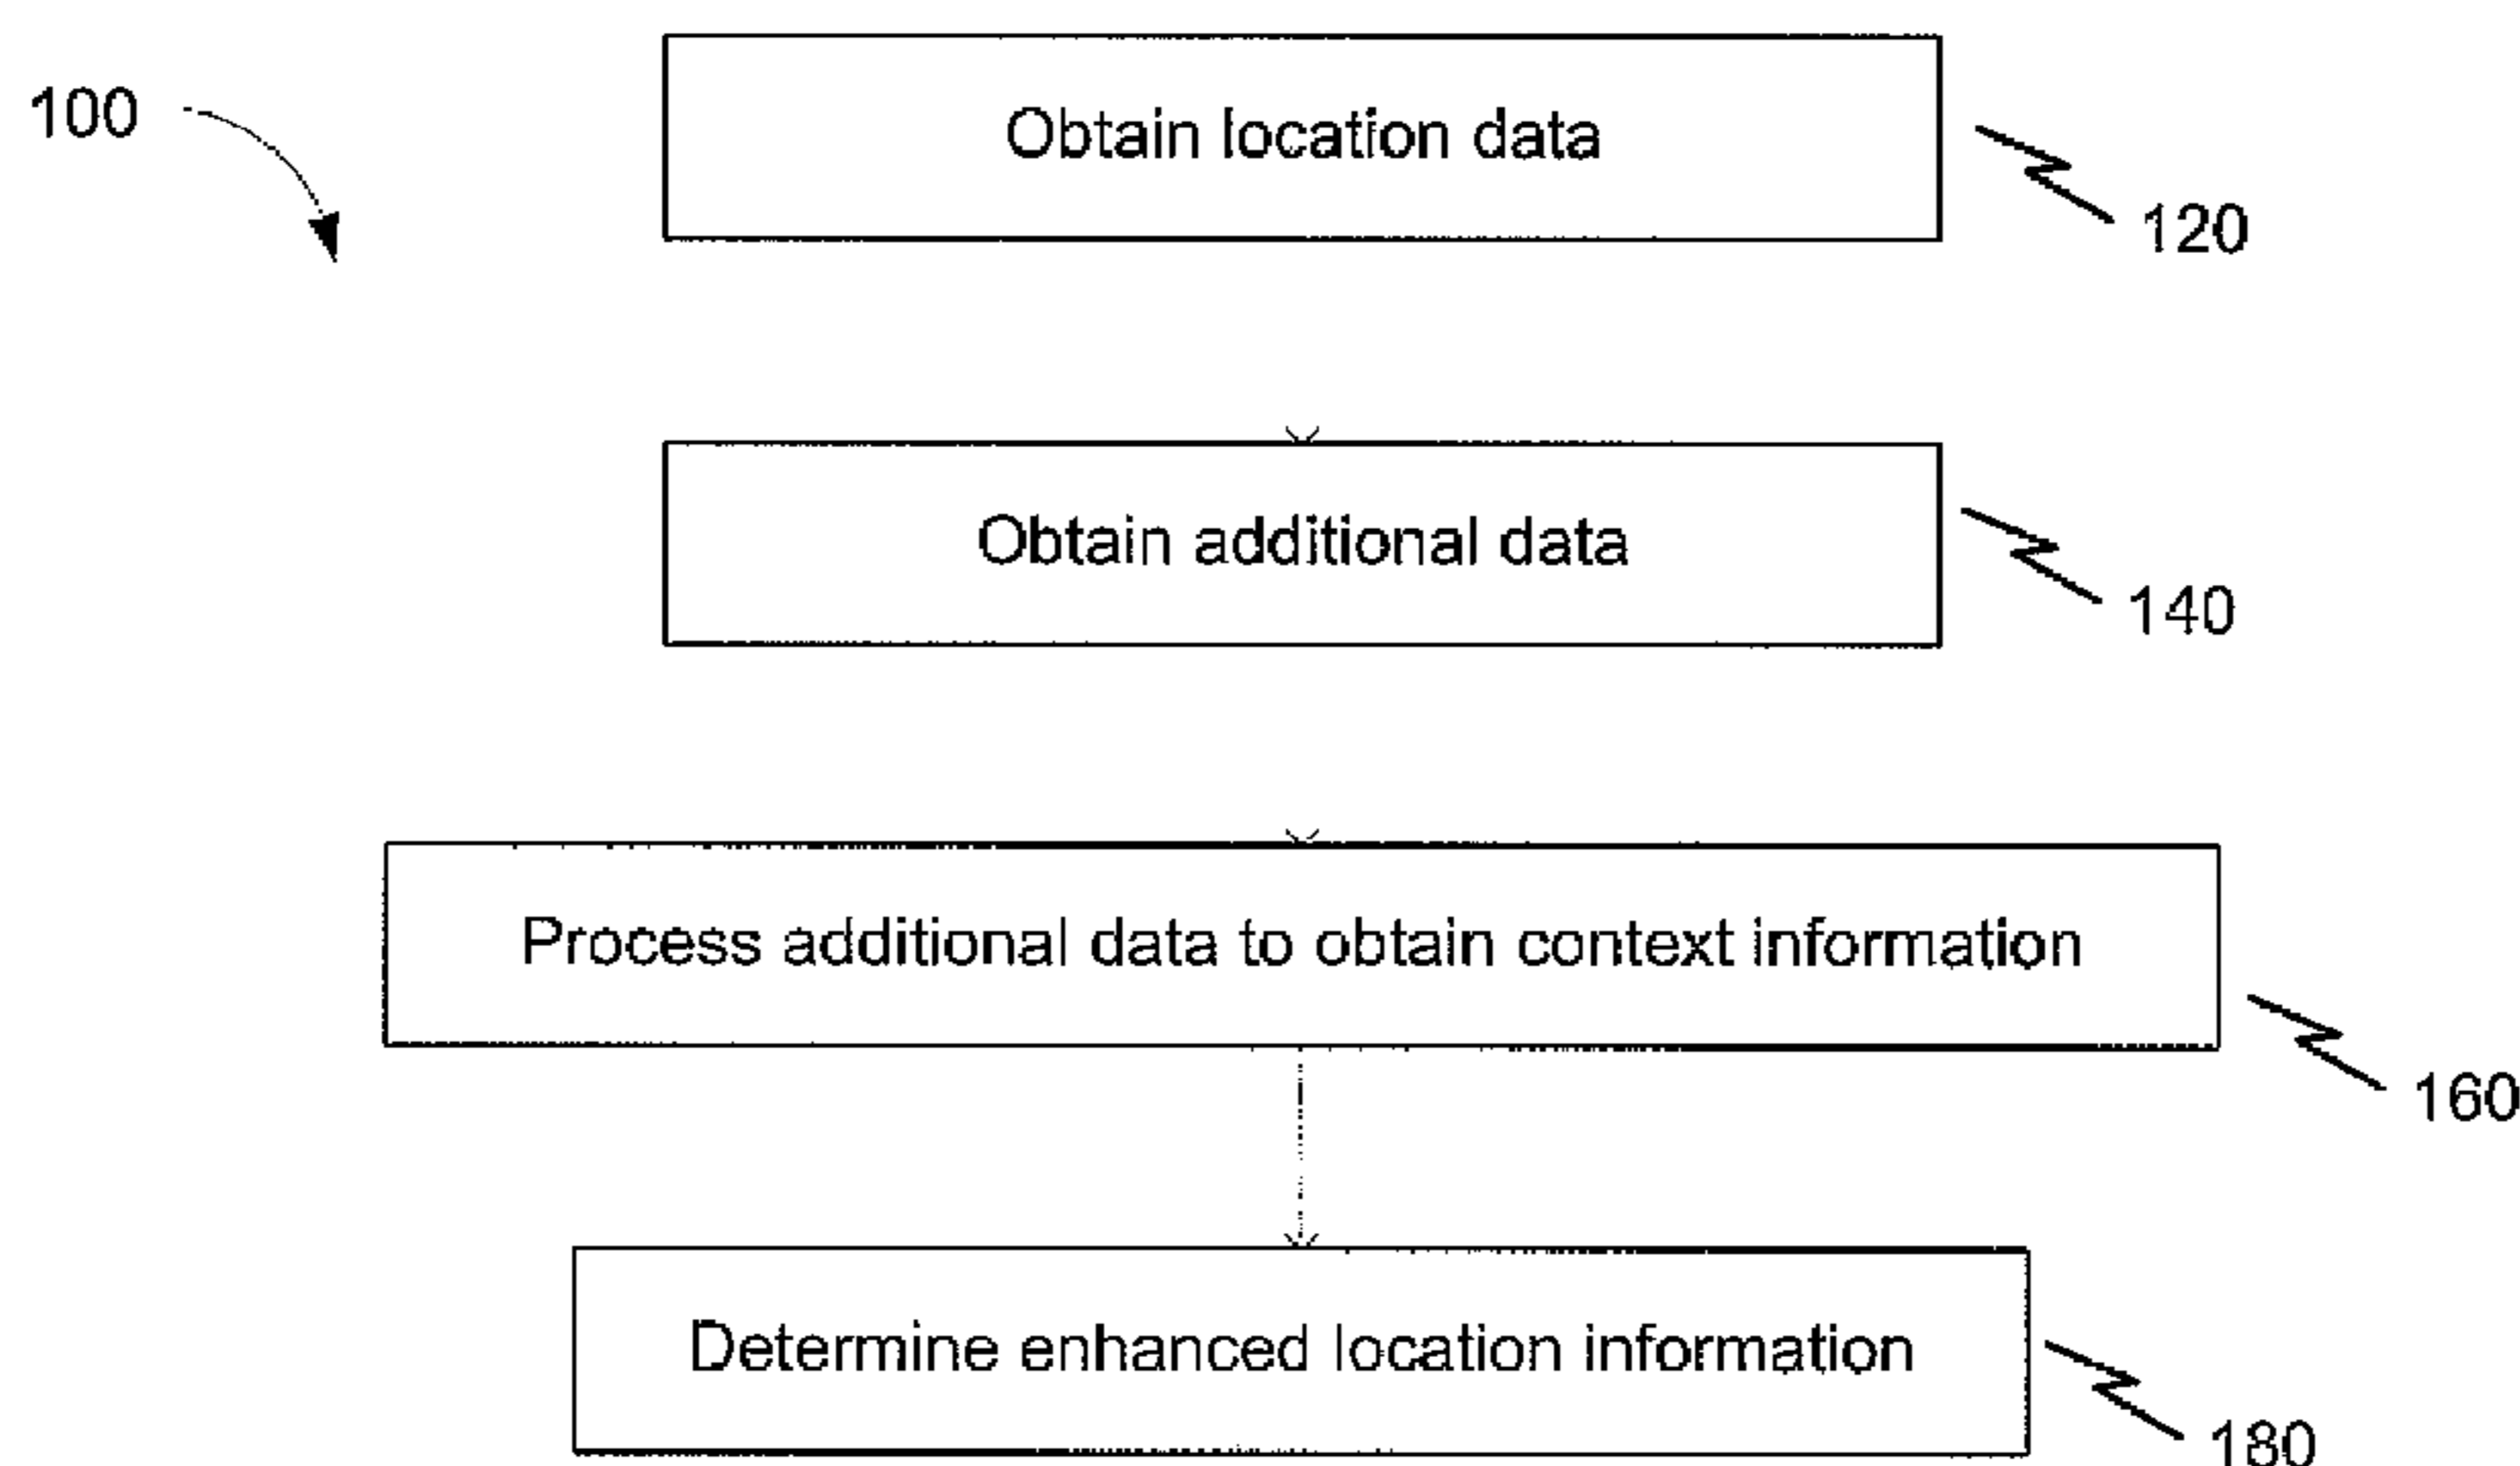 100
Obtain location data
120
Obtain additional data
140
Process additional data to obtain context information
160
Determine enhanced location information
180